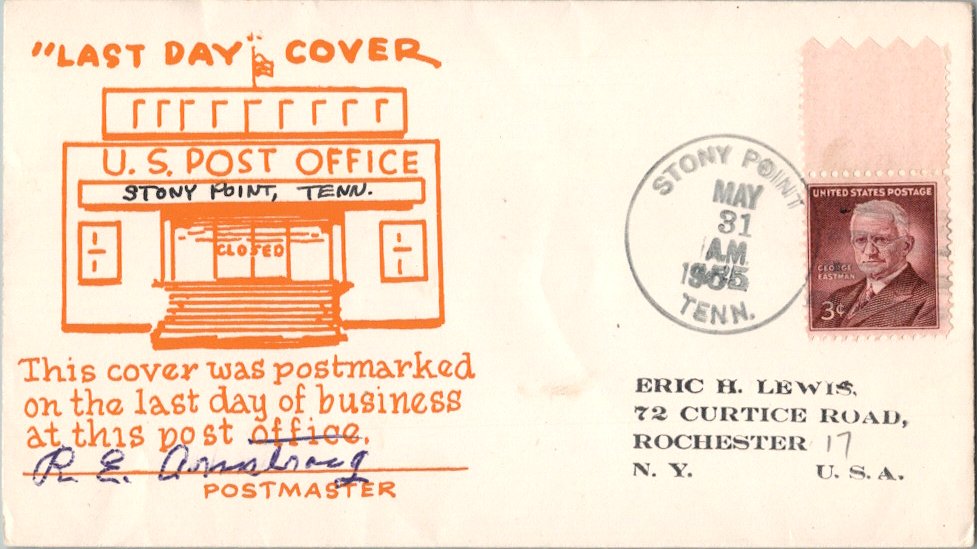 "LAST DAY" COVER
U.S. POST OFFICE
STONY POINT, TENN.
CLOSED
This cover was postmarked
on the last day of business
at this post office.
R. E. Armstrong
POSTMASTER
STONY POINT
MAY
31
A.M
1955
TENN.
UNITED STATES POSTAGE
GEORGE
EASTMAN
3¢
ERIC H. LEWIS,
72 CURTICE ROAD,
ROCHESTER 17
N. Y. U. S. A.